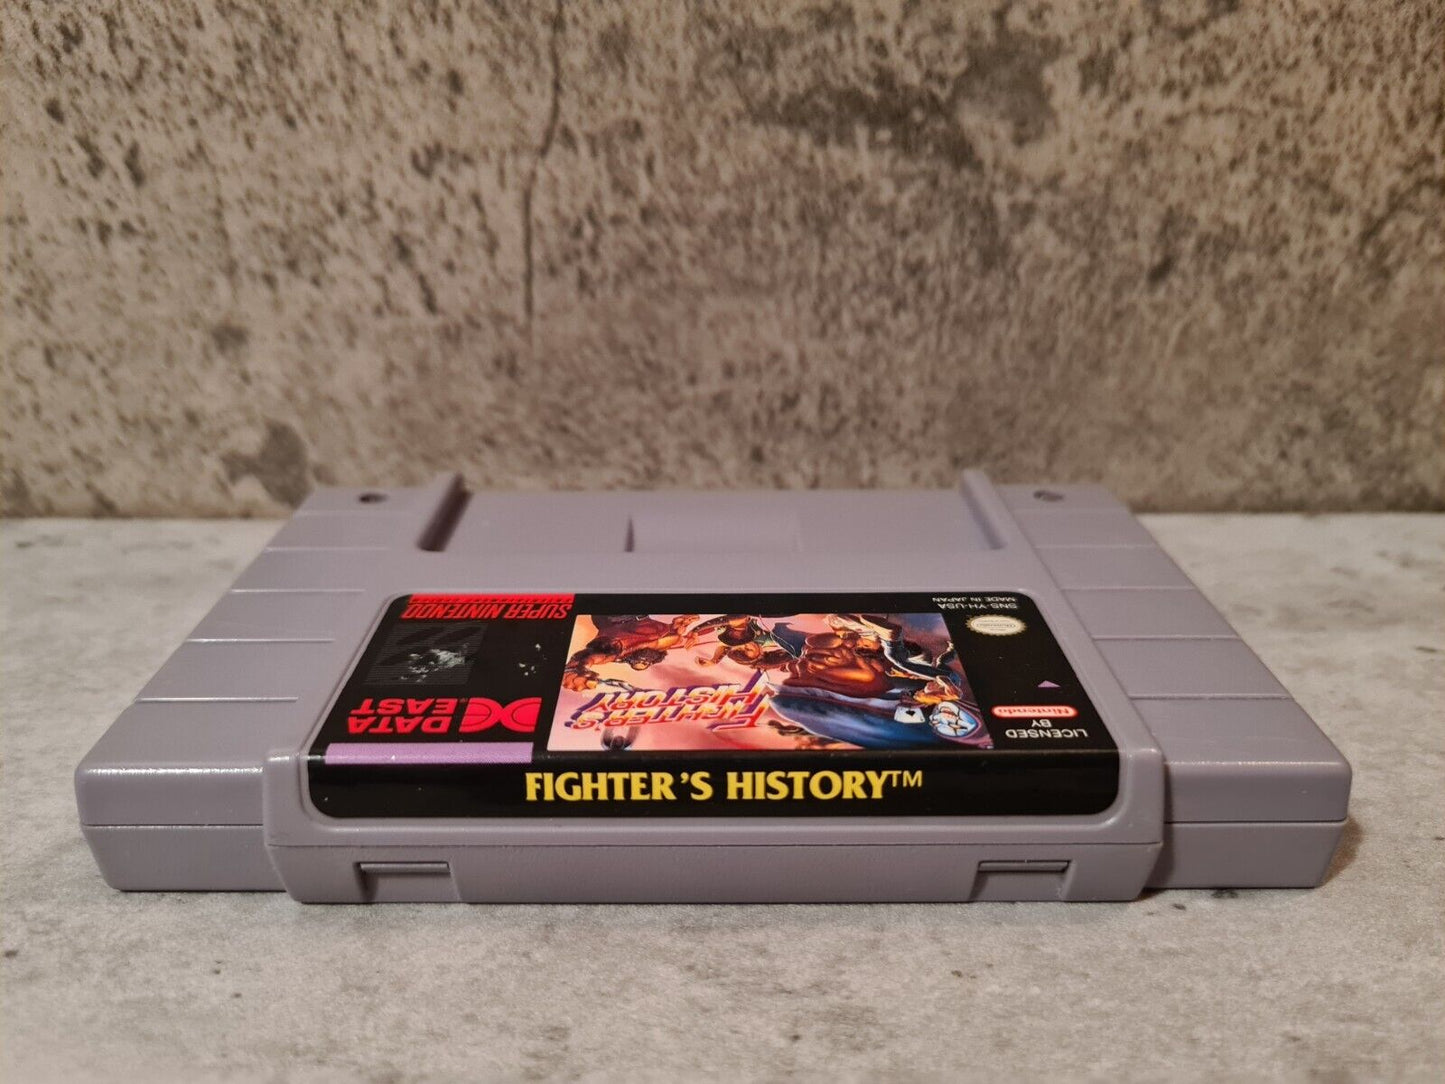 FIGHTER'S HISTORY™
SUPER NINTENDO
DATA
EAST
FIGHTER'S
HISTORY
SNS-YH-USA
MADE IN JAPAN
LICENSED
BY
Nintendo